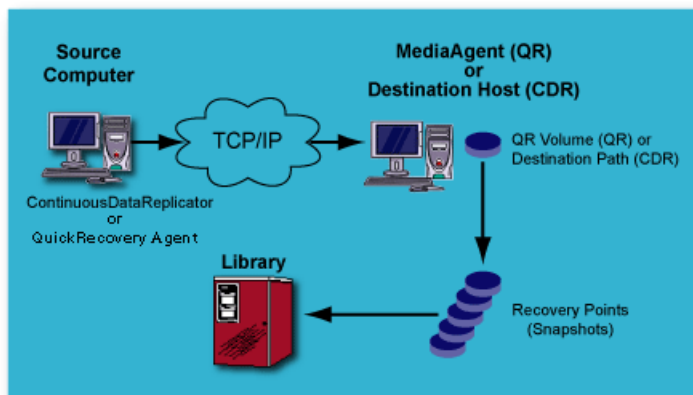 Source
Computer
MediaAgent (QR)
or
Destination Host (CDR)
TCP/IP
QR Volume (QR) or
Destination Path (CDR)
ContinuousDataReplicator
or
QuickRecovery Agent
Library
Recovery Points
(Snapshots)